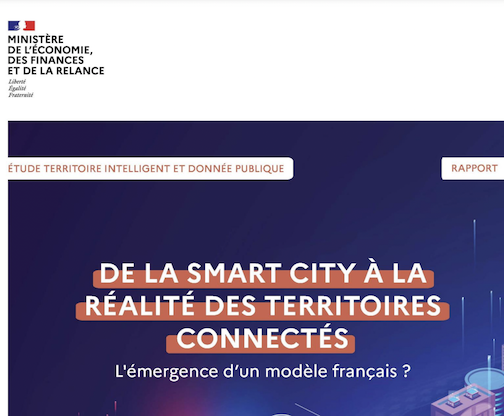 MINISTÈRE
DE L'ÉCONOMIE,
DES FINANCES
ET DE LA RELANCE
Liberté
Égalité
Fraternité
ÉTUDE TERRITOIRE INTELLIGENT ET DONNÉE PUBLIQUE
RAPPORT
DE LA SMART CITY À LA
RÉALITÉ DES TERRITOIRES
CONNECTÉS
L'émergence d'un modèle français ?